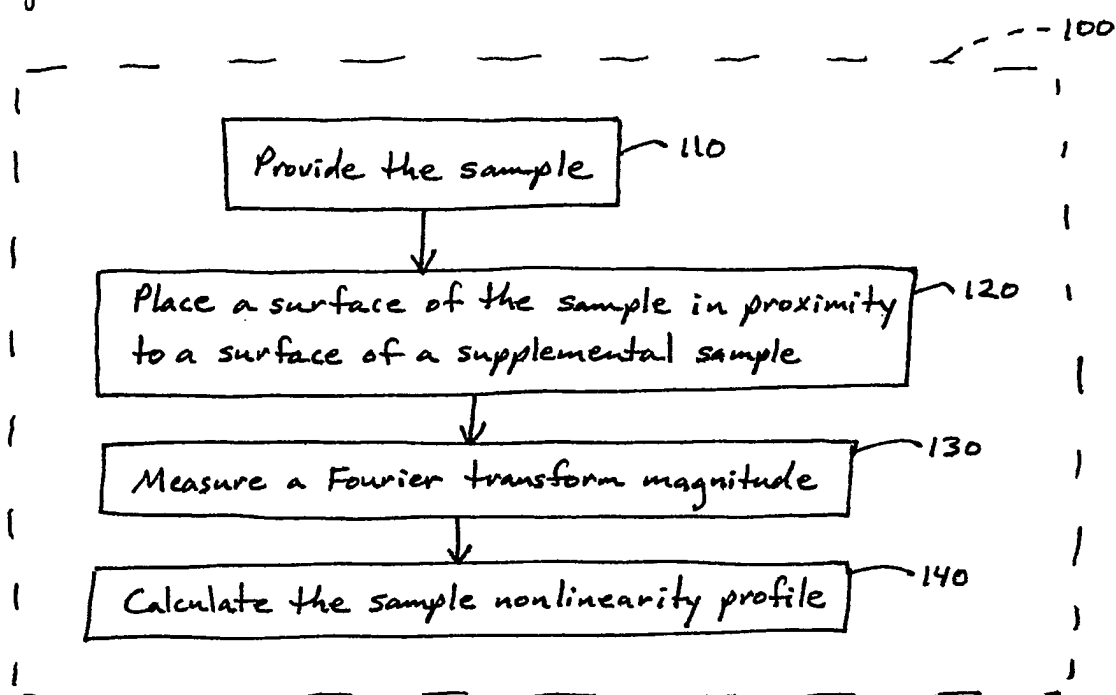 100
Provide the sample
110
Place a surface of the sample in proximity
to a surface of a supplemental sample
120
Measure a Fourier transform magnitude
130
Calculate the sample nonlinearity profile
140